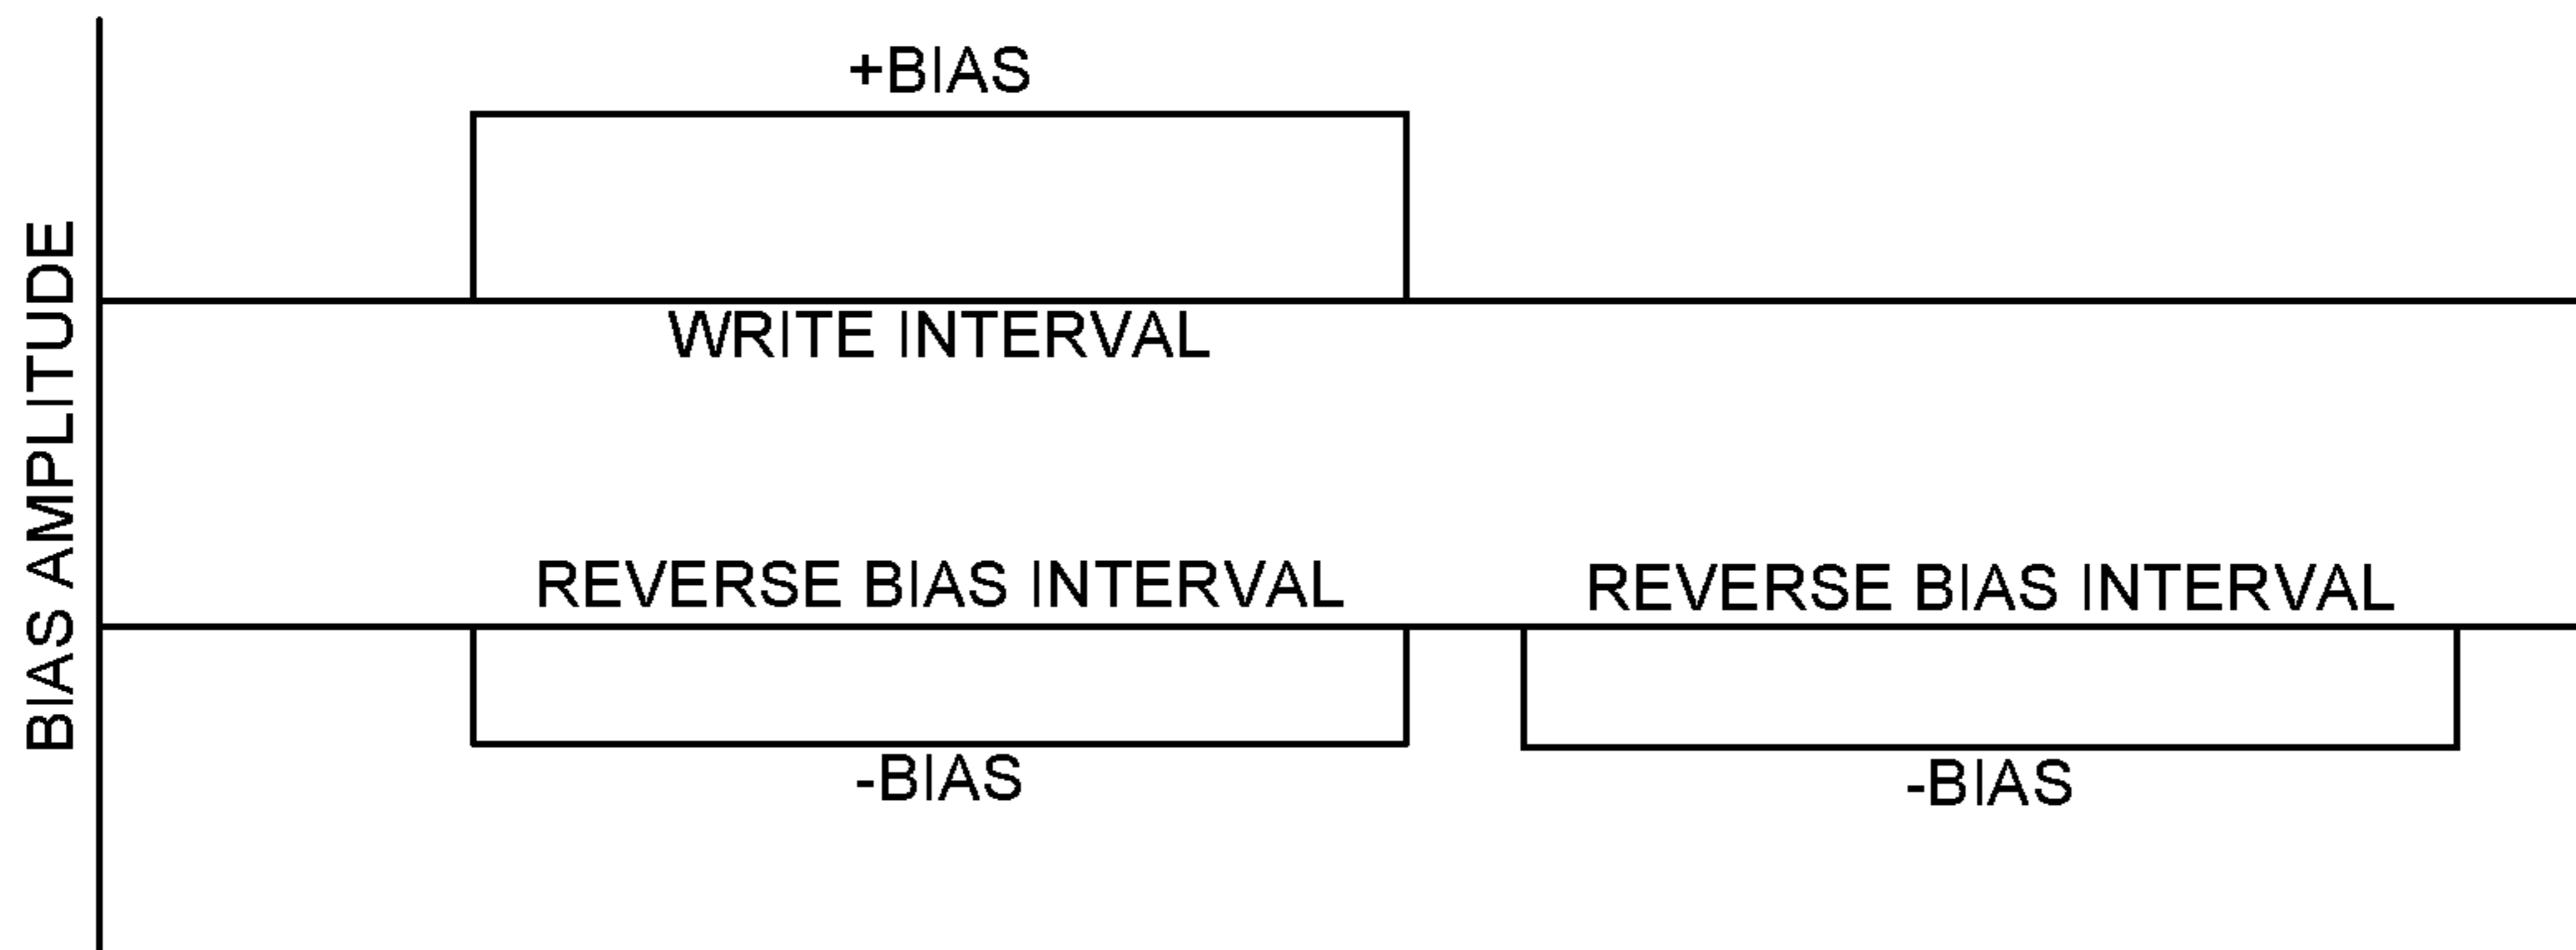 +BIAS
WRITE INTERVAL
BIAS AMPLITUDE
REVERSE BIAS INTERVAL
REVERSE BIAS INTERVAL
-BIAS
-BIAS